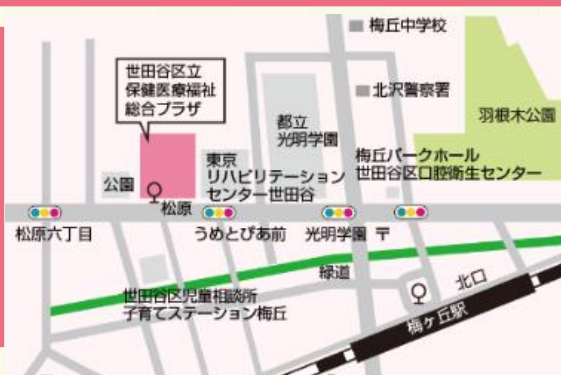 梅丘中学校
世田谷区立
保健医療福祉
総合プラザ
北沢警察署
羽根木公園
都立
光明学園
東京
リハビリテーション
センター世田谷
梅丘パークホール
世田谷区口腔衛生センター
公園
松原
松原六丁目
うめとぴあ前
光明学園
〒
緑道
世田谷区児童相談所
子育てステーション梅丘
北口
梅ヶ丘駅